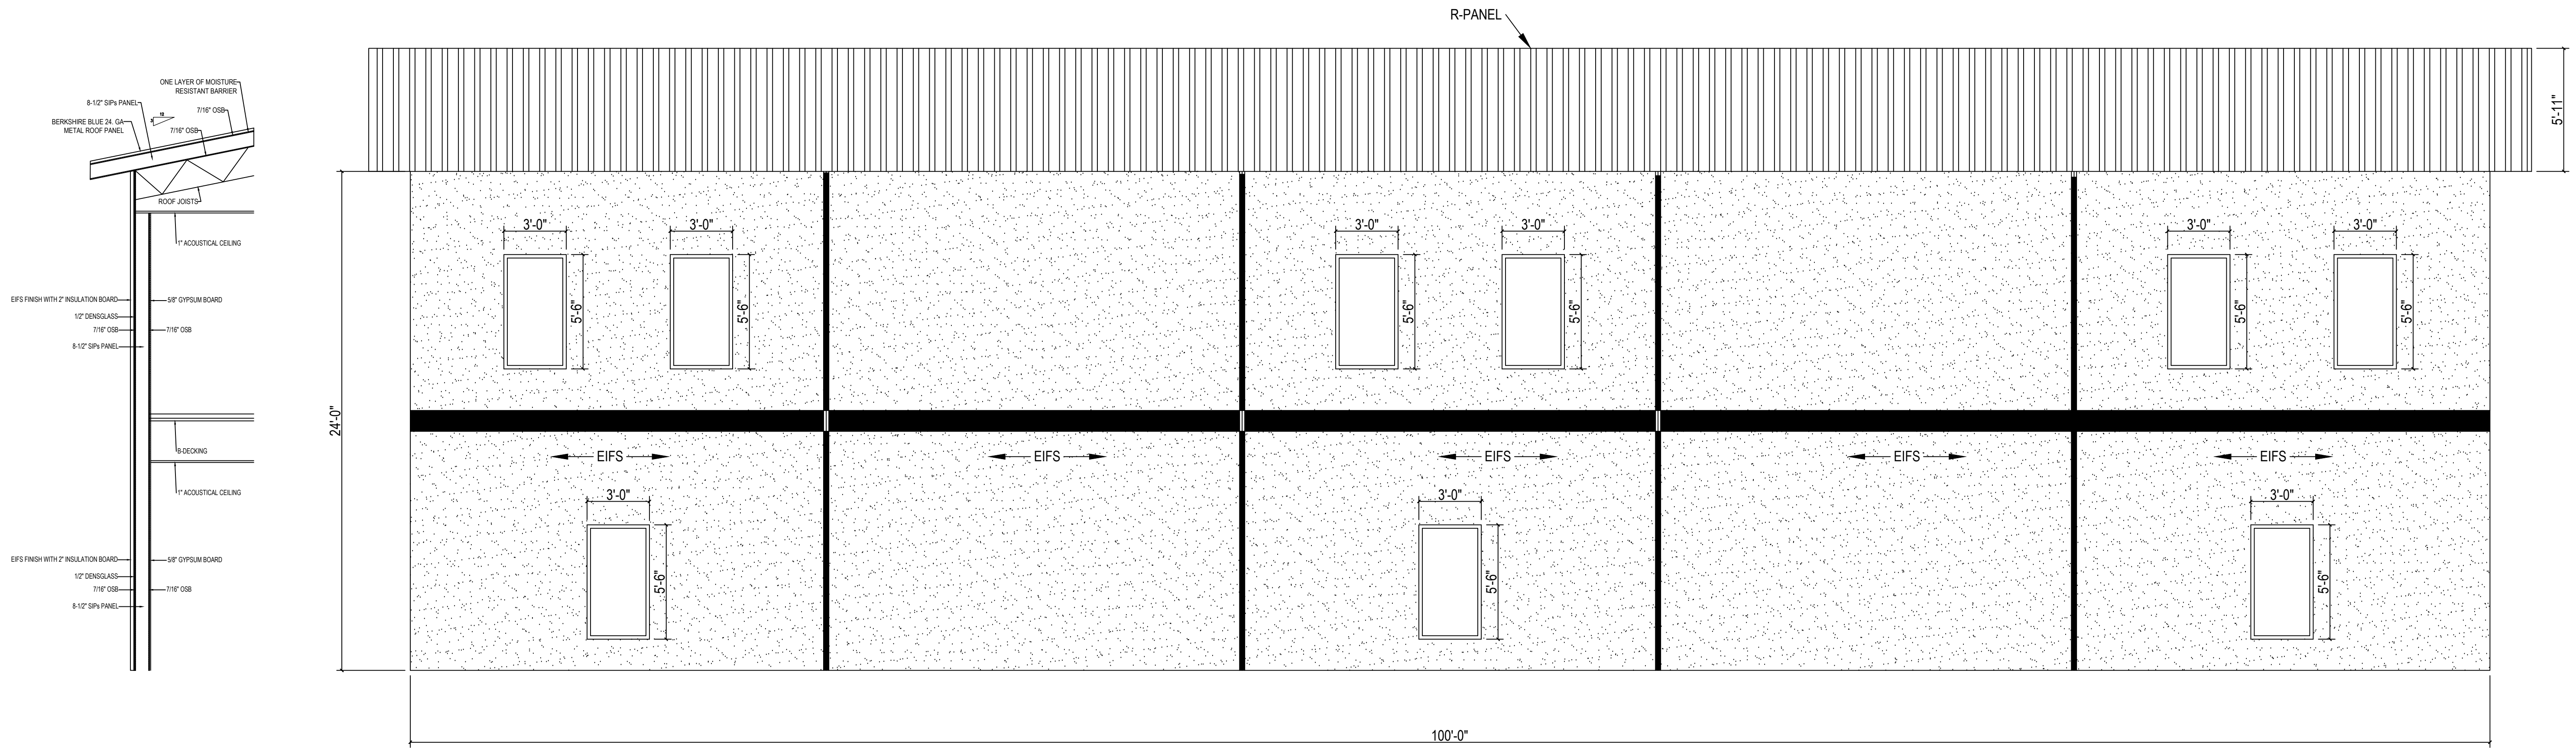 R-PANEL
5'-11"
ONE LAYER OF MOISTURE
RESISTANT BARRIER
8-1/2" SIPs PANEL
7/16" OSB
BERKSHIRE BLUE 24. GA
METAL ROOF PANEL
7/16" OSB
ROOF JOISTS
1" ACOUSTICAL CEILING
EIFS FINISH WITH 2" INSULATION BOARD
5/8" GYPSUM BOARD
1/2" DENSGLASS
7/16" OSB
7/16" OSB
8-1/2" SIPs PANEL
B-DECKING
1" ACOUSTICAL CEILING
EIFS FINISH WITH 2" INSULATION BOARD
5/8" GYPSUM BOARD
1/2" DENSGLASS
7/16" OSB
7/16" OSB
8-1/2" SIPs PANEL
24'-0"
3'-0"
3'-0"
3'-0"
3'-0"
3'-0"
3'-0"
5'-6"
5'-6"
5'-6"
5'-6"
5'-6"
5'-6"
EIFS
EIFS
EIFS
EIFS
EIFS
3'-0"
3'-0"
3'-0"
5'-6"
5'-6"
5'-6"
100'-0"